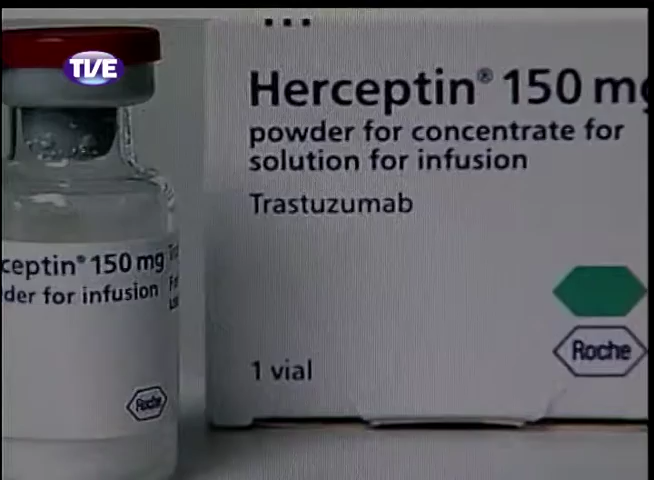 TVE
Herceptin® 150 mg
powder for concentrate for
solution for infusion
Trastuzumab
1 vial
Roche
ceptin® 150 mg
der for infusion
Roche